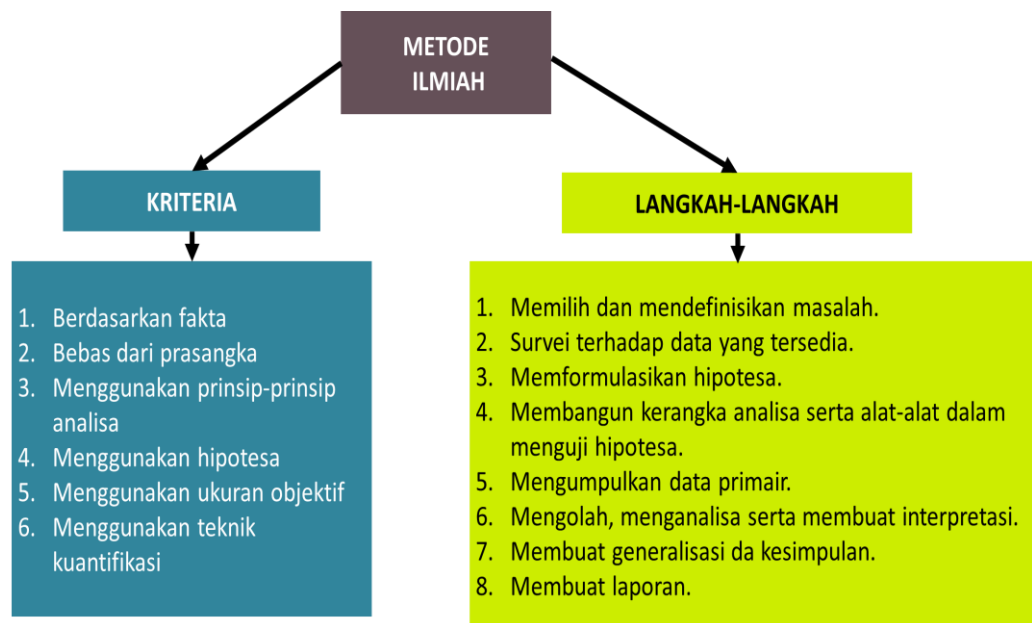 METODE
ILMIAH
KRITERIA
1. Berdasarkan fakta
2. Bebas dari prasangka
3. Menggunakan prinsip-prinsip
analisa
4. Menggunakan hipotesa
5. Menggunakan ukuran objektif
6. Menggunakan teknik
kuantifikasi
LANGKAH-LANGKAH
1. Memilih dan mendefinisikan masalah.
2. Survei terhadap data yang tersedia.
3. Memformulasikan hipotesa.
4. Membangun kerangka analisa serta alat-alat dalam
menguji hipotesa.
5. Mengumpulkan data primair.
6. Mengolah, menganalisa serta membuat interpretasi.
7. Membuat generalisasi da kesimpulan.
8. Membuat laporan.